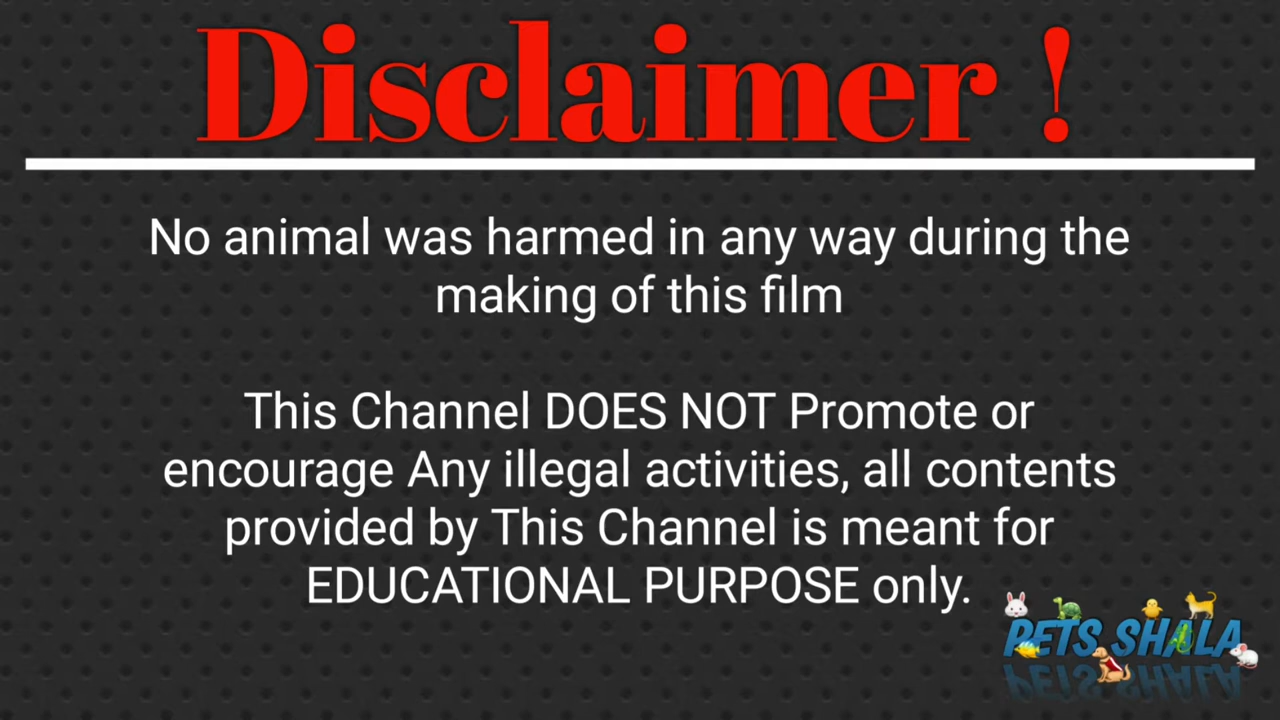 Disclaimer !
No animal was harmed in any way during the
making of this film
This Channel DOES NOT Promote or
encourage Any illegal activities, all contents
provided by This Channel is meant for
EDUCATIONAL PURPOSE only.
PETS SHALA